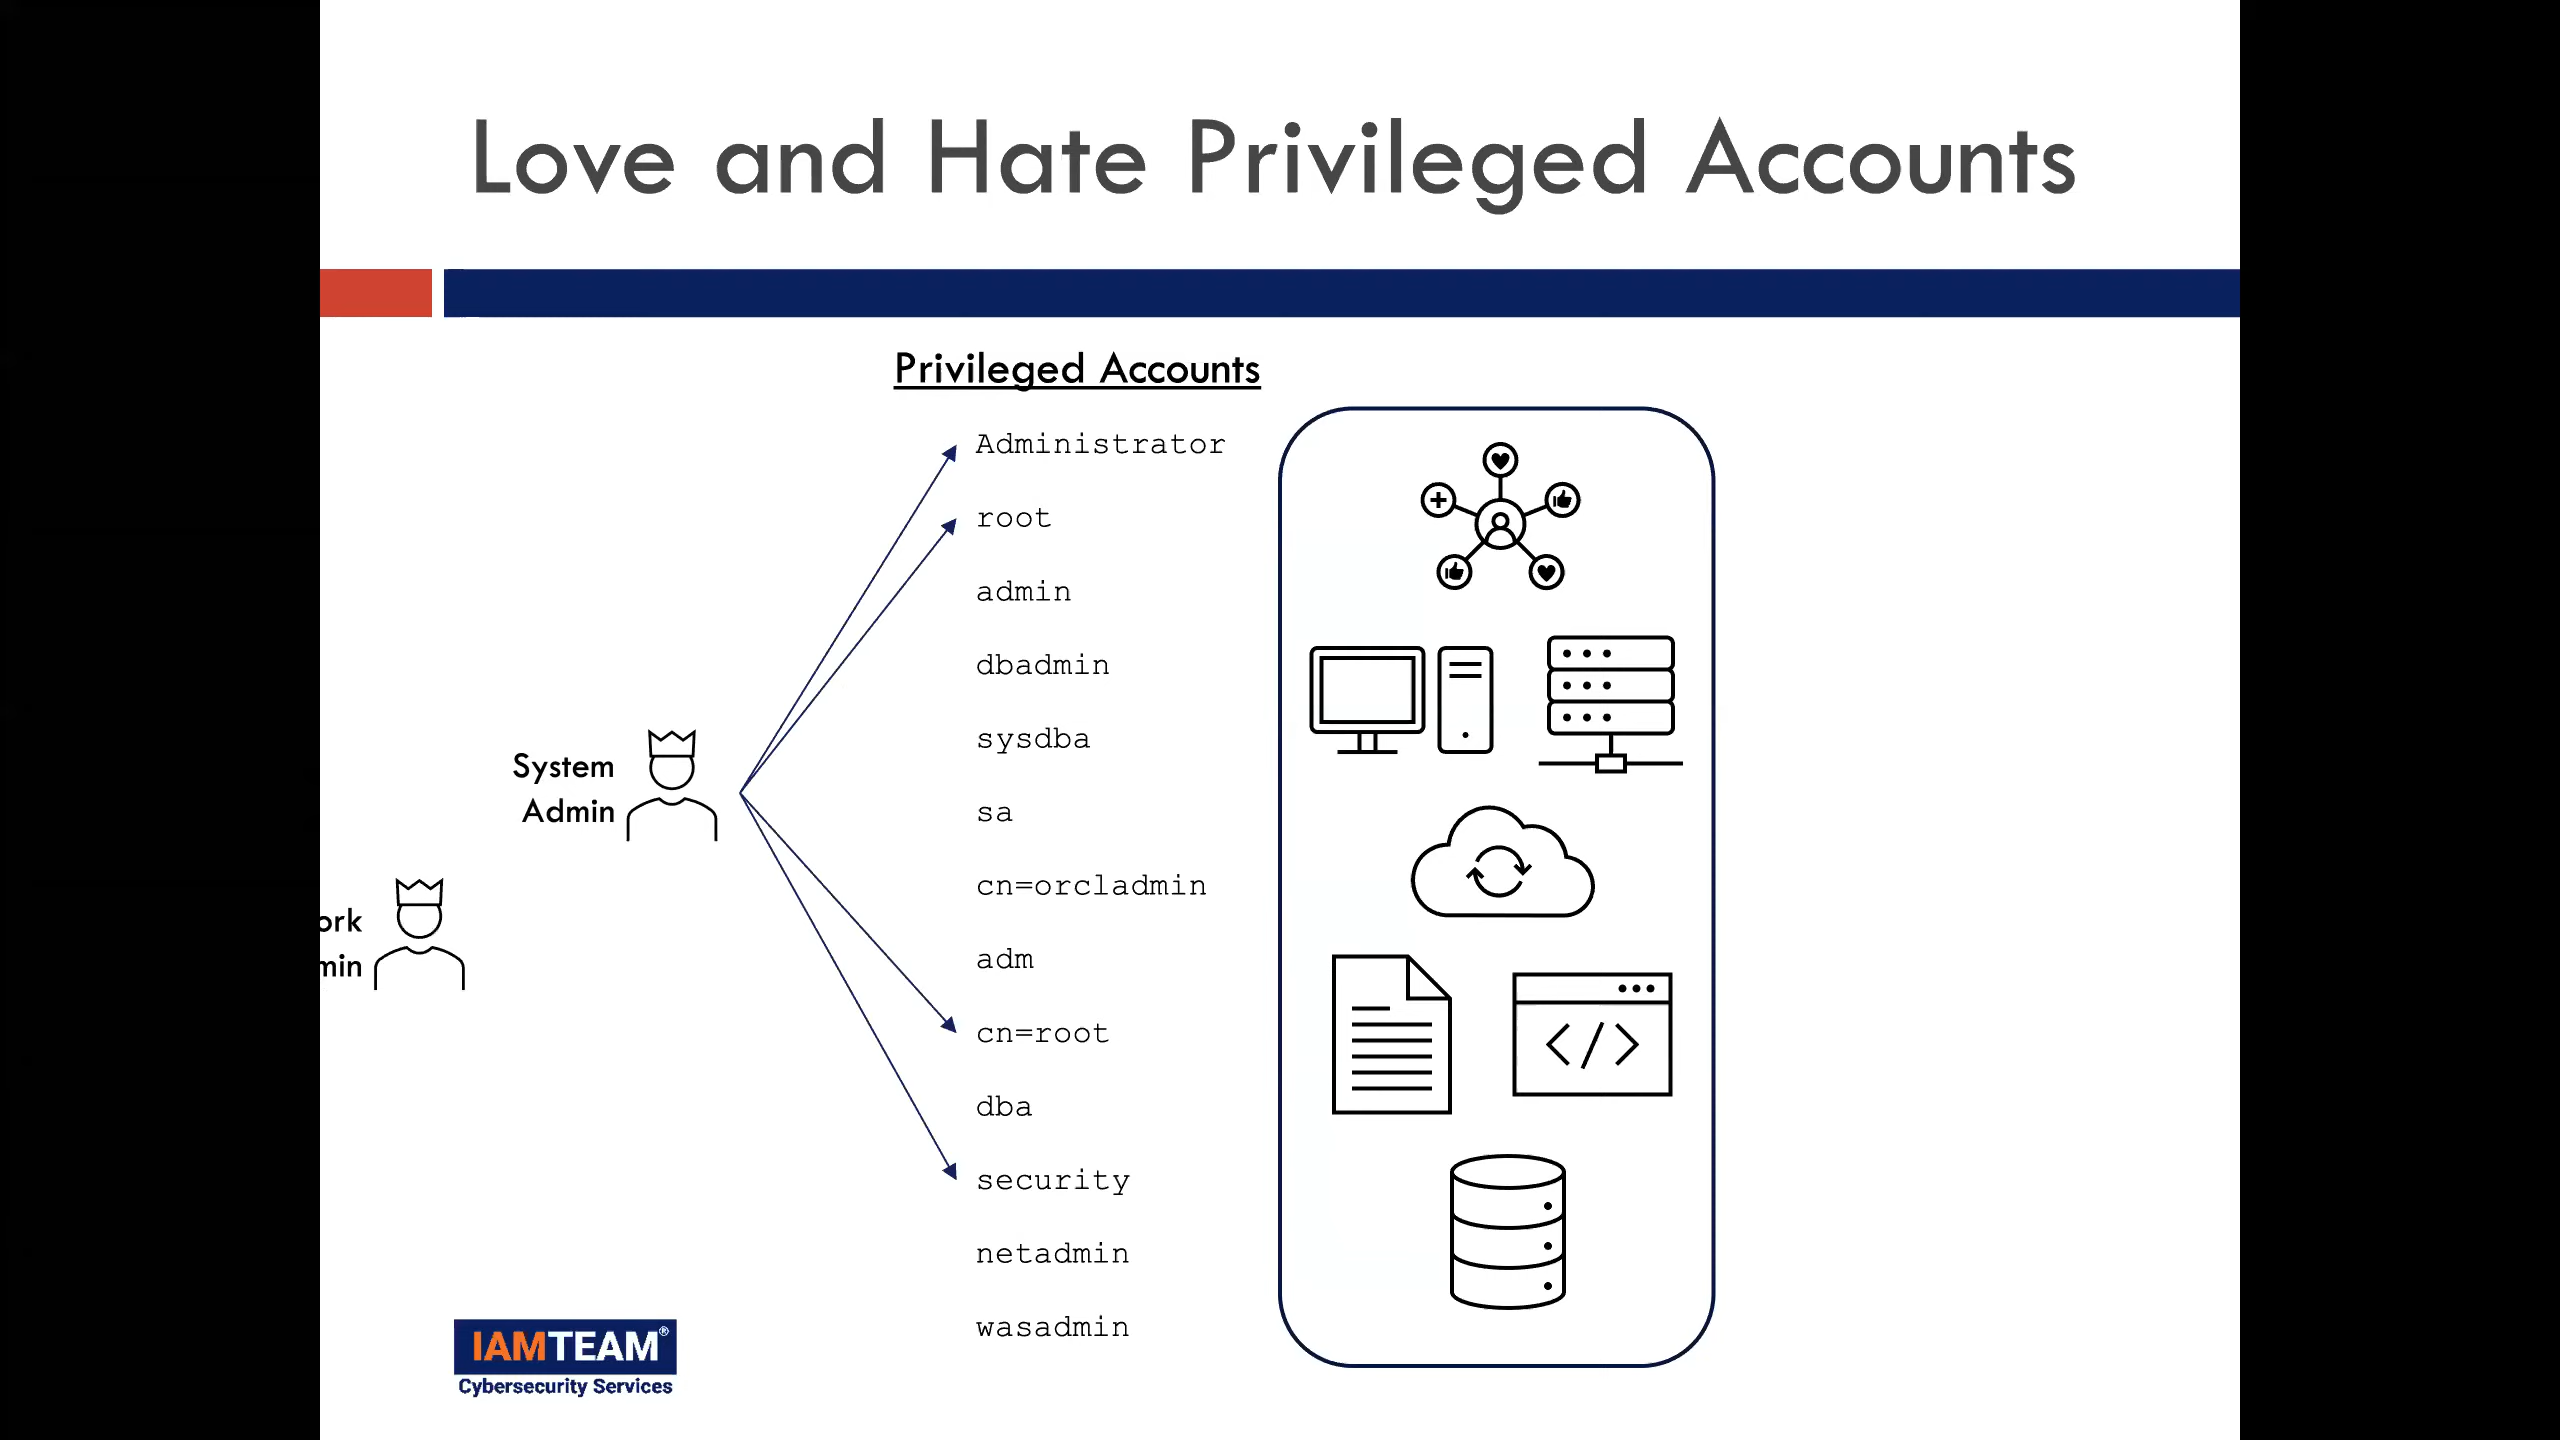 Love and Hate Privileged Accounts
Privileged Accounts
Administrator
root
admin
dbadmin
sysdba
sa
cn=orcladmin
adm
cn=root
dba
security
netadmin
wasadmin
System
Admin
ork
min
IAMTEAM®
Cybersecurity Services